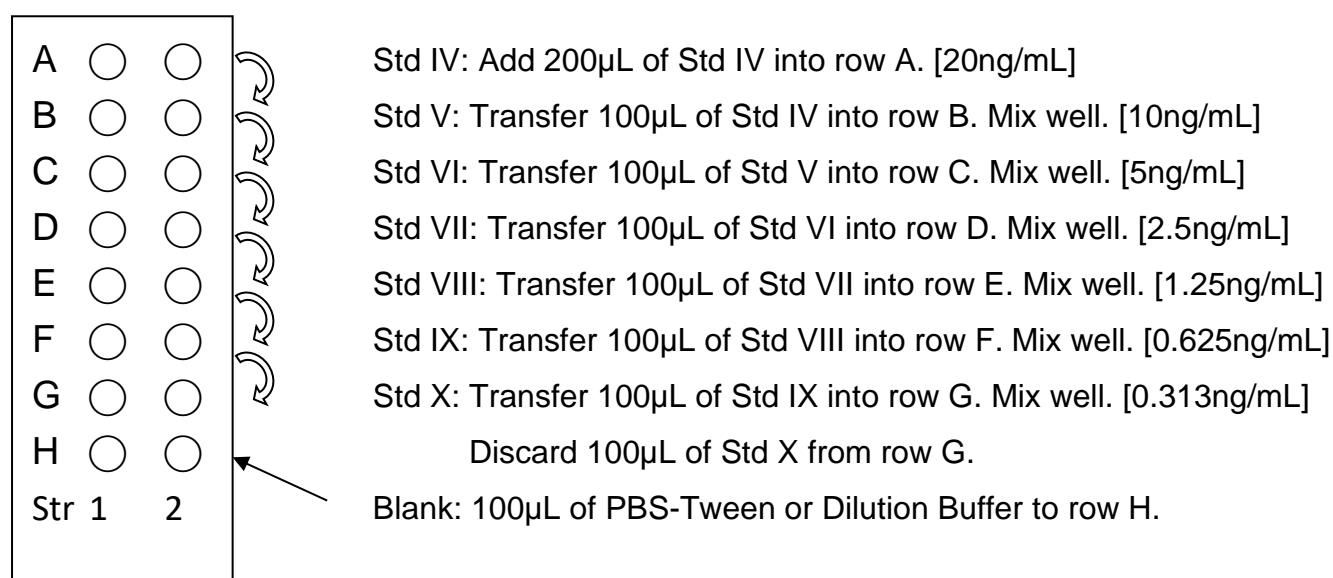 A Std IV: Add 200µL of Std IV into row A. [20ng/mL]
B Std V: Transfer 100µL of Std IV into row B. Mix well. [10ng/mL]
C Std VI: Transfer 100µL of Std V into row C. Mix well. [5ng/mL]
D Std VII: Transfer 100µL of Std VI into row D. Mix well. [2.5ng/mL]
E Std VIII: Transfer 100µL of Std VII into row E. Mix well. [1.25ng/mL]
F Std IX: Transfer 100µL of Std VIII into row F. Mix well. [0.625ng/mL]
G Std X: Transfer 100µL of Std IX into row G. Mix well. [0.313ng/mL]
H Discard 100µL of Std X from row G.
Str 1 2 Blank: 100µL of PBS-Tween or Dilution Buffer to row H.